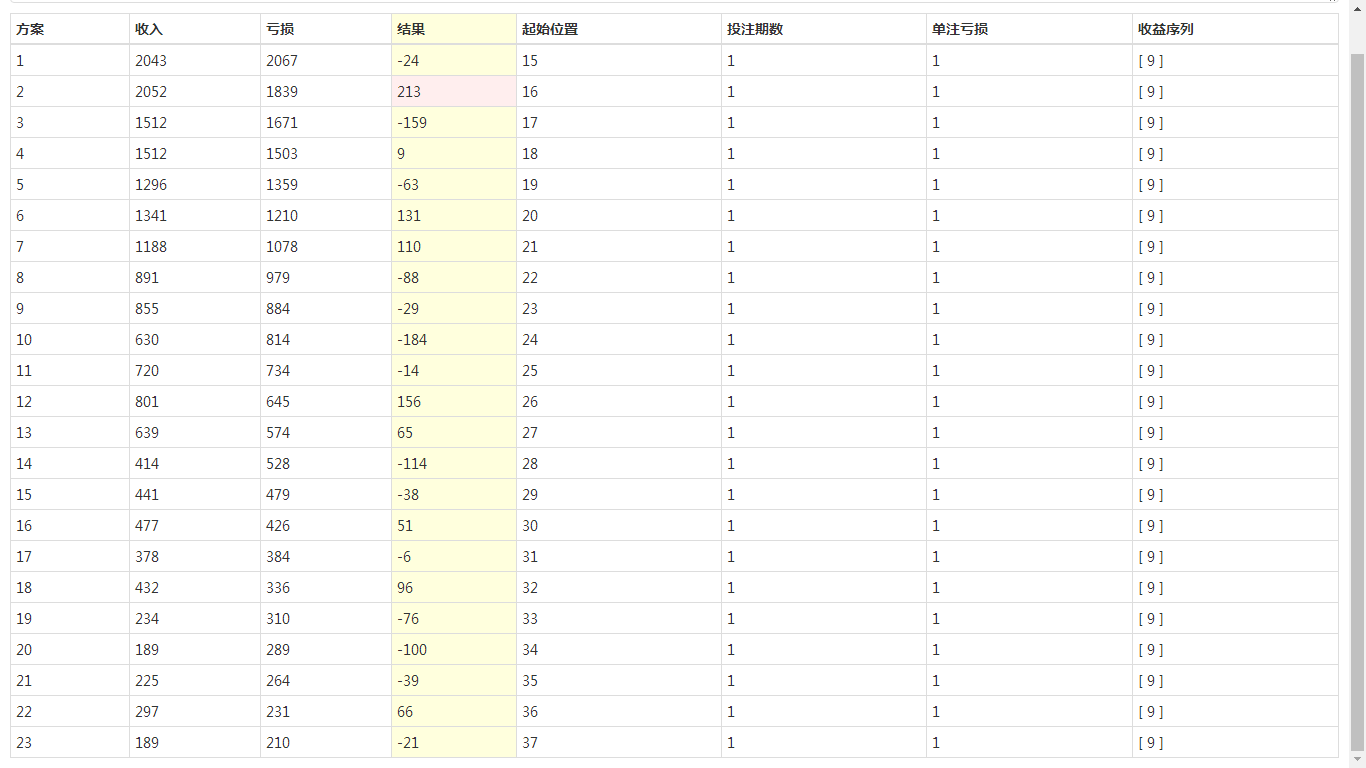 方案 收入 亏损 结果 起始位置 投注期数 单注亏损 收益序列
1 2043 2067 -24 15 1 1 [ 9 ]
2 2052 1839 213 16 1 1 [ 9 ]
3 1512 1671 -159 17 1 1 [ 9 ]
4 1512 1503 9 18 1 1 [ 9 ]
5 1296 1359 -63 19 1 1 [ 9 ]
6 1341 1210 131 20 1 1 [ 9 ]
7 1188 1078 110 21 1 1 [ 9 ]
8 891 979 -88 22 1 1 [ 9 ]
9 855 884 -29 23 1 1 [ 9 ]
10 630 814 -184 24 1 1 [ 9 ]
11 720 734 -14 25 1 1 [ 9 ]
12 801 645 156 26 1 1 [ 9 ]
13 639 574 65 27 1 1 [ 9 ]
14 414 528 -114 28 1 1 [ 9 ]
15 441 479 -38 29 1 1 [ 9 ]
16 477 426 51 30 1 1 [ 9 ]
17 378 384 -6 31 1 1 [ 9 ]
18 432 336 96 32 1 1 [ 9 ]
19 234 310 -76 33 1 1 [ 9 ]
20 189 289 -100 34 1 1 [ 9 ]
21 225 264 -39 35 1 1 [ 9 ]
22 297 231 66 36 1 1 [ 9 ]
23 189 210 -21 37 1 1 [ 9 ]